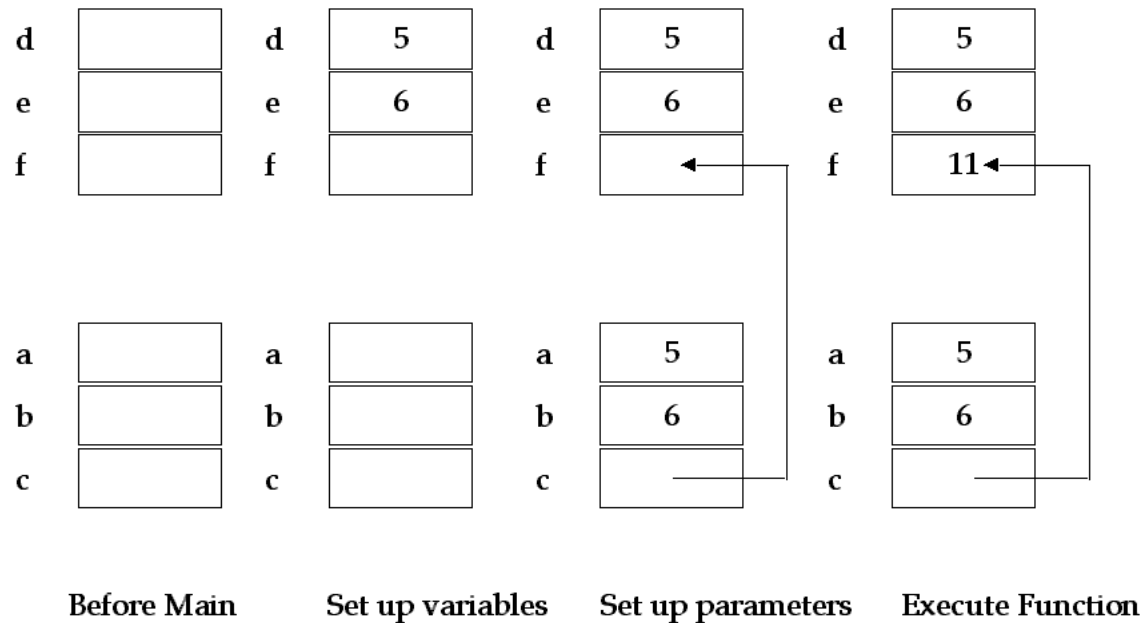 d d 5 d 5 d 5
e e 6 e 6 e 6
f f f f 11
a a a 5 a 5
b b b 6 b 6
c c c c
Before Main Set up variables Set up parameters Execute Function